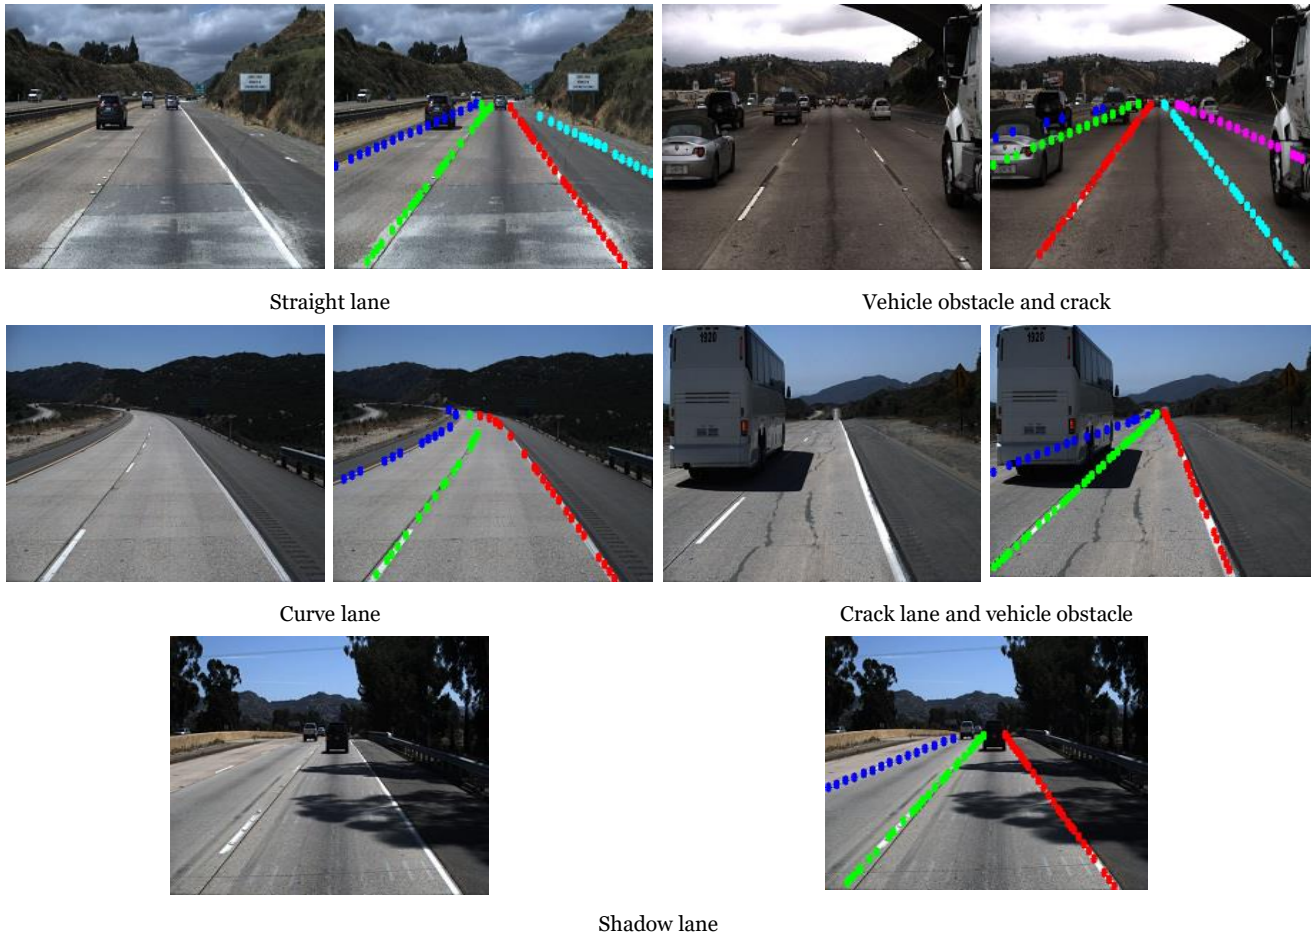 Straight lane
Vehicle obstacle and crack
1920
1920
Curve lane
Crack lane and vehicle obstacle
Shadow lane